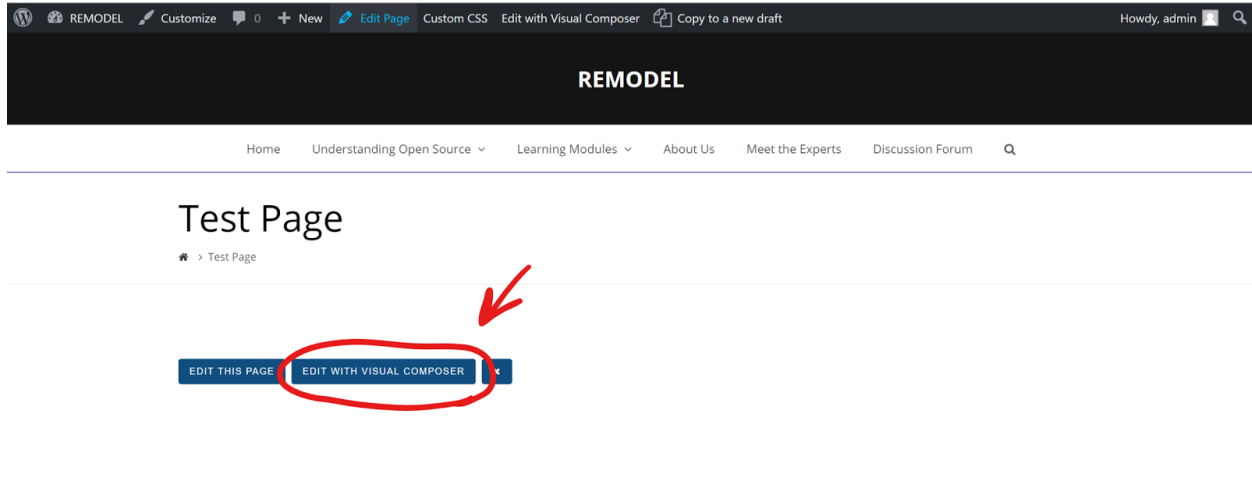 REMODEL Customize 0 New Edit Page Custom CSS Edit with Visual Composer Copy to a new draft Howdy, admin
REMODEL
Home Understanding Open Source Learning Modules About Us Meet the Experts Discussion Forum
Test Page
> Test Page
EDIT THIS PAGE EDIT WITH VISUAL COMPOSER ×